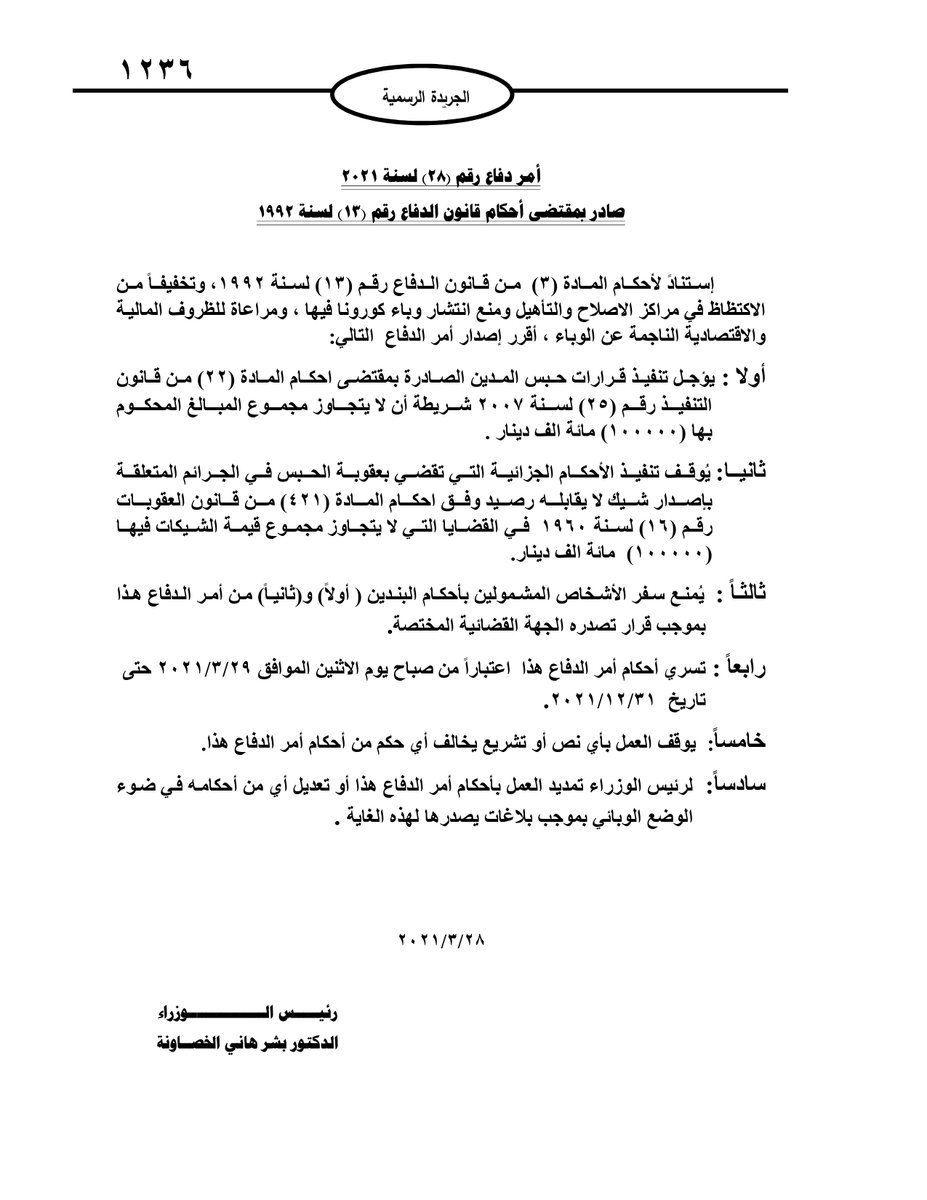 ١٢٣٦
الجريدة الرسمية
أمر دفاع رقم (٢٨) لسنة ٢٠٢١
صادر بمقتضى أحكام قانون الدفاع رقم (١٣) لسنة ١٩٩٢
إستنادً لأحكام المادة (٣) من قانون الدفاع رقم (١٣) لسنة ١٩٩٢، وتخفيفاً من
الاكتظاظ في مراكز الاصلاح والتأهيل ومنع انتشار وباء كورونا فيها ، ومراعاة للظروف المالية
والاقتصادية الناجمة عن الوباء ، أقرر إصدار أمر الدفاع التالي:
أولا : يؤجل تنفيذ قرارات حبس المدين الصادرة بمقتضى احكام المادة (٢٢) من قانون
التنفيذ رقم (٢٥) لسنة ٢٠٠٧ شريطة أن لا يتجاوز مجموع المبالغ المحكوم
بها (١٠٠٠٠٠) مائة الف دينار .
ثانيا: يُوقف تنفيذ الأحكام الجزائية التي تقضي بعقوبة الحبس في الجرائم المتعلقة
بإصدار شيك لا يقابله رصيد وفق احكام المادة (٤٢١) من قانون العقوبات
رقم (١٦) لسنة ١٩٦٠ في القضايا التي لا يتجاوز مجموع قيمة الشيكات فيها
(١٠٠٠٠٠) مائة الف دينار.
ثالثاً : يُمنع سفر الأشخاص المشمولين بأحكام البندين ( أولاً) و(ثانياً) من أمر الدفاع هذا
بموجب قرار تصدره الجهة القضائية المختصة.
رابعاً : تسري أحكام أمر الدفاع هذا اعتباراً من صباح يوم الاثنين الموافق ٢٠٢١/٣/٢٩ حتى
تاريخ ٢٠٢١/١٢/٣١.
خامساً: يوقف العمل بأي نص أو تشريع يخالف أي حكم من أحكام أمر الدفاع هذا.
سادساً: لرئيس الوزراء تمديد العمل بأحكام أمر الدفاع هذا أو تعديل أي من أحكامه في ضوء
الوضع الوبائي بموجب بلاغات يصدرها لهذه الغاية .
٢٠٢١/٣/٢٨
رئيس الوزراء
الدكتور بشر هاني الخصاونة